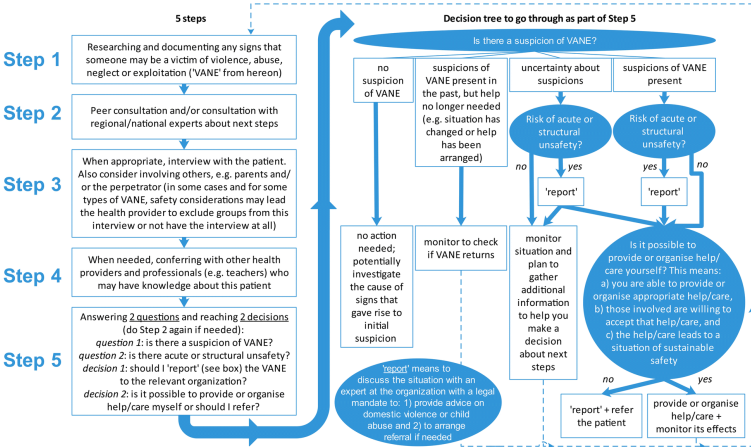 5 steps
Step 1
Researching and documenting any signs that
someone may be a victim of violence, abuse,
neglect or exploitation ('VANE' from hereon)
Step 2
Peer consultation and/or consultation with
regional/national experts about next steps
Step 3
When appropriate, interview with the patient.
Also consider involving others, e.g. parents and/
or the perpetrator (in some cases and for some
types of VANE, safety considerations may lead
the health provider to exclude groups from this
interview or not have the interview at all)
Step 4
When needed, conferring with other health
providers and professionals (e.g. teachers) who
may have knowledge about this patient
Step 5
Answering 2 questions and reaching 2 decisions
(do Step 2 again if needed):
question 1: is there a suspicion of VANE?
question 2: is there acute or structural unsafety?
decision 1: should I 'report' (see box) the VANE
to the relevant organization?
decision 2: is it possible to provide or organise
help/care myself or should I refer?
Decision tree to go through as part of Step 5
Is there a suspicion of VANE?
no
suspicion
of VANE
suspicions of
VANE present
in the past, but help
no longer needed
(e.g. situation has
changed or help
has been
arranged)
uncertainty about
suspicions
suspicions of VANE
present
Risk of acute or
structural
unsafety?
Risk of acute or
structural
unsafety?
no
yes
yes
no
'report'
'report'
no action
needed;
potentially
investigate
the cause of
signs that
gave rise to
initial
suspicion
monitor to check
if VANE returns
monitor
situation and
plan to
gather
additional
information
to help you
make a
decision
about next
steps
Is it possible to
provide or organise help/
care yourself? This means:
a) you are able to provide or
organise appropriate help/care,
b) those involved are willing to
accept that help/care, and
c) the help/care leads to a
situation of sustainable
safety
no
yes
'report' + refer
the patient
provide or organise
help/care +
monitor its effects
'report' means to
discuss the situation with an
expert at the organization with a legal
mandate to: 1) provide advice on
domestic violence or child
abuse and 2) to arrange
referral if needed